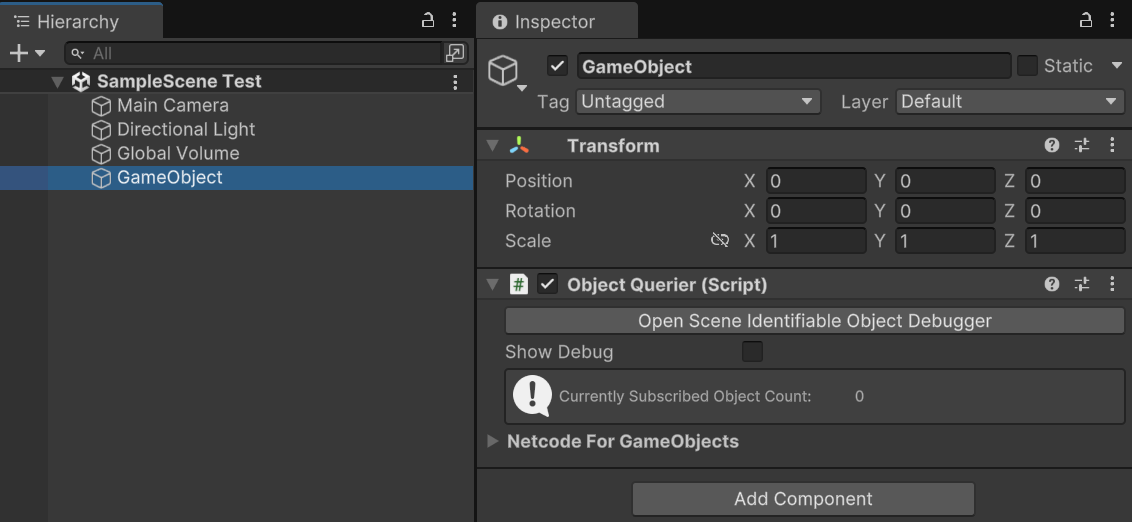 Hierarchy
All
SampleScene Test
Main Camera
Directional Light
Global Volume
GameObject
Inspector
GameObject Static
Tag Untagged Layer Default
Transform
Position X 0 Y 0 Z 0
Rotation X 0 Y 0 Z 0
Scale X 1 Y 1 Z 1
# Object Querier (Script)
Open Scene Identifiable Object Debugger
Show Debug
Currently Subscribed Object Count: 0
Netcode For GameObjects
Add Component